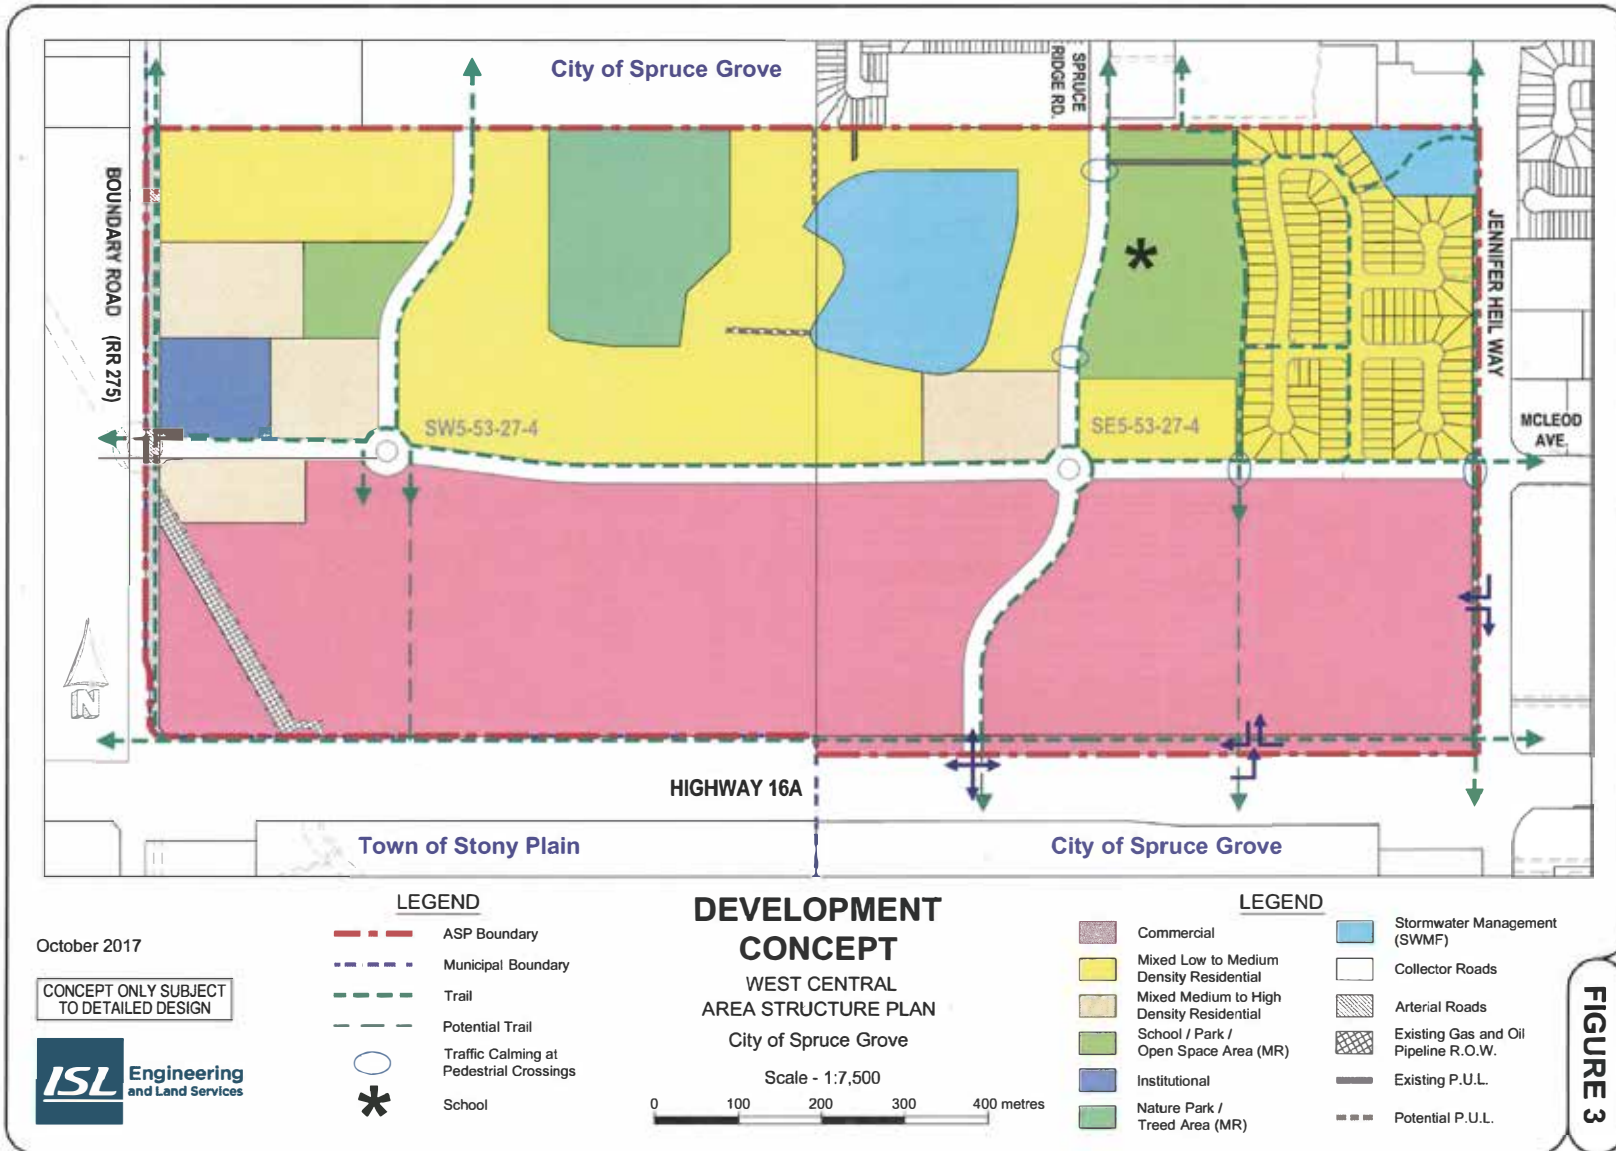 City of Spruce Grove
SPRUCE
RIDGE RD.
BOUNDARY ROAD (RR 275)
JENNIFER HEIL WAY
MCLEOD
AVE.
SW5-53-27-4
SE5-53-27-4
N
HIGHWAY 16A
Town of Stony Plain
City of Spruce Grove
October 2017
CONCEPT ONLY SUBJECT
TO DETAILED DESIGN
ISL Engineering
and Land Services
LEGEND
ASP Boundary
Municipal Boundary
Trail
Potential Trail
Traffic Calming at
Pedestrial Crossings
School
DEVELOPMENT
CONCEPT
WEST CENTRAL
AREA STRUCTURE PLAN
City of Spruce Grove
Scale - 1:7,500
0 100 200 300 400 metres
LEGEND
Commercial
Mixed Low to Medium
Density Residential
Mixed Medium to High
Density Residential
School / Park /
Open Space Area (MR)
Institutional
Nature Park /
Treed Area (MR)
Stormwater Management
(SWMF)
Collector Roads
Arterial Roads
Existing Gas and Oil
Pipeline R.O.W.
Existing P.U.L.
Potential P.U.L.
FIGURE 3